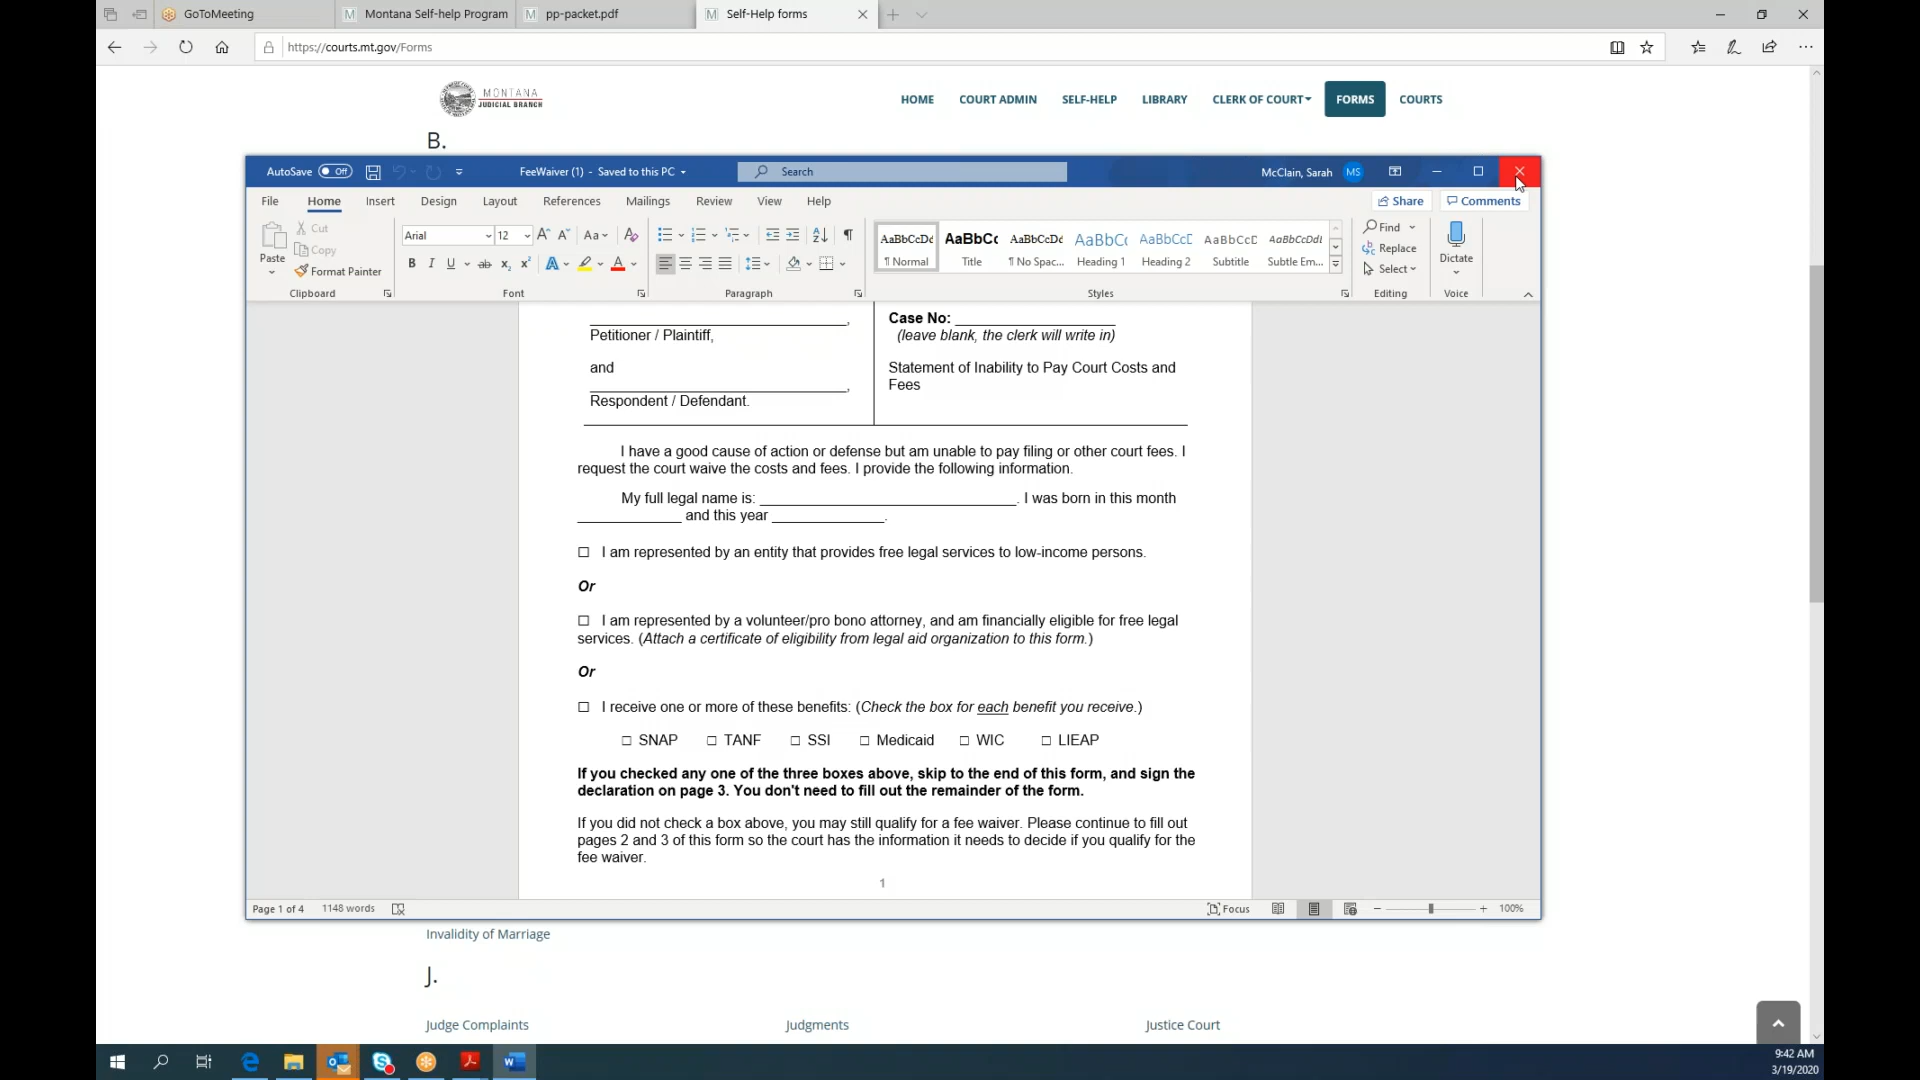 GoToMeeting
Montana Self-help Program
pp-packet.pdf
Self-Help forms
https://courts.mt.gov/Forms
MONTANA
JUDICIAL BRANCH
HOME COURT ADMIN SELF-HELP LIBRARY CLERK OF COURT FORMS COURTS
B.
AutoSave Off FeeWaiver (1) - Saved to this PC Search McClain, Sarah MS
File Home Insert Design Layout References Mailings Review View Help Share Comments
Paste
Cut
Copy
Format Painter
Clipboard
Arial 12
Font
Paragraph
AaBbCcDd AaBbCc AaBbCcDd AaBbCc AaBbCcD AaBbCcD AaBbCcDd
¶ Normal Title ¶ No Spac... Heading 1 Heading 2 Subtitle Subtle Em...
Styles
Find
Replace
Select
Editing
Dictate
Voice
Petitioner / Plaintiff,
and
Respondent / Defendant.
Case No:
(leave blank, the clerk will write in)
Statement of Inability to Pay Court Costs and
Fees
I have a good cause of action or defense but am unable to pay filing or other court fees. I
request the court waive the costs and fees. I provide the following information.
My full legal name is: ______________________________. I was born in this month
____________ and this year _____________.
☐ I am represented by an entity that provides free legal services to low-income persons.
Or
☐ I am represented by a volunteer/pro bono attorney, and am financially eligible for free legal
services. (Attach a certificate of eligibility from legal aid organization to this form.)
Or
☐ I receive one or more of these benefits: (Check the box for each benefit you receive.)
☐ SNAP ☐ TANF ☐ SSI ☐ Medicaid ☐ WIC ☐ LIEAP
If you checked any one of the three boxes above, skip to the end of this form, and sign the
declaration on page 3. You don't need to fill out the remainder of the form.
If you did not check a box above, you may still qualify for a fee waiver. Please continue to fill out
pages 2 and 3 of this form so the court has the information it needs to decide if you qualify for the
fee waiver.
1
Page 1 of 4 1148 words Focus 100%
Invalidity of Marriage
J.
Judge Complaints Judgments Justice Court
9:42 AM
3/19/2020